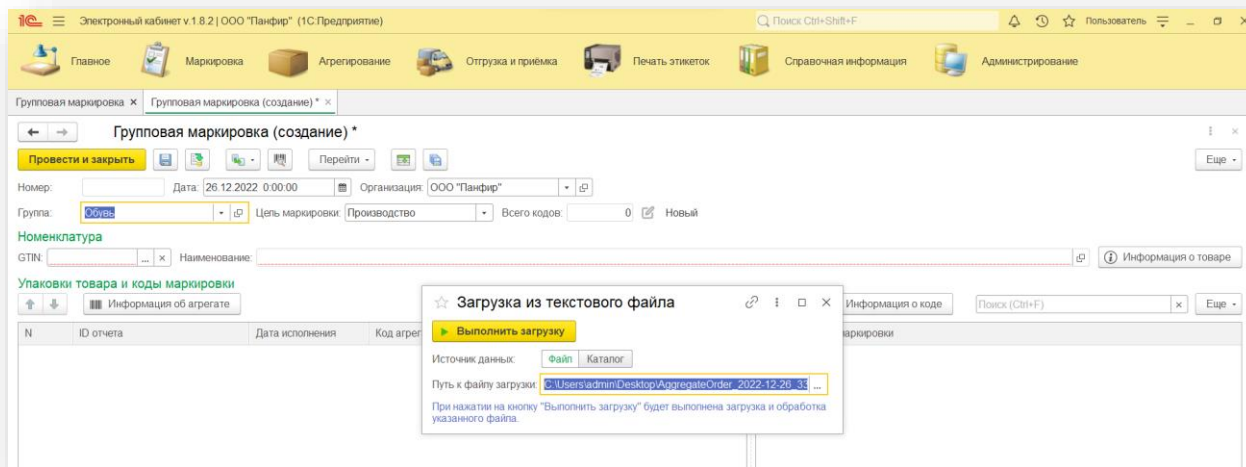 Электронный кабинет v.1.8.2 | ООО "Панфир" (1С:Предприятие) Поиск Ctrl+Shift+F Пользователь
Главное Маркировка Агрегирование Отгрузка и приёмка Печать этикеток Справочная информация Администрирование
Групповая маркировка Групповая маркировка (создание) *
Групповая маркировка (создание) *
Провести и закрыть Перейти Еще
Номер: Дата: 26.12.2022 0:00:00 Организация: ООО "Панфир"
Группа: Обувь Цель маркировки: Производство Всего кодов: 0 Новый
Номенклатура
GTIN: ... Наименование: Информация о товаре
Упаковки товара и коды маркировки
Информация об агрегате Информация о коде Поиск (Ctrl+F) Еще
N ID отчета Дата исполнения Код агрег аркировки
Загрузка из текстового файла
Выполнить загрузку
Источник данных: Файл Каталог
Путь к файлу загрузки: C:\Users\admin\Desktop\AggregateOrder_2022-12-26_33 ...
При нажатии на кнопку "Выполнить загрузку" будет выполнена загрузка и обработка
указанного файла.